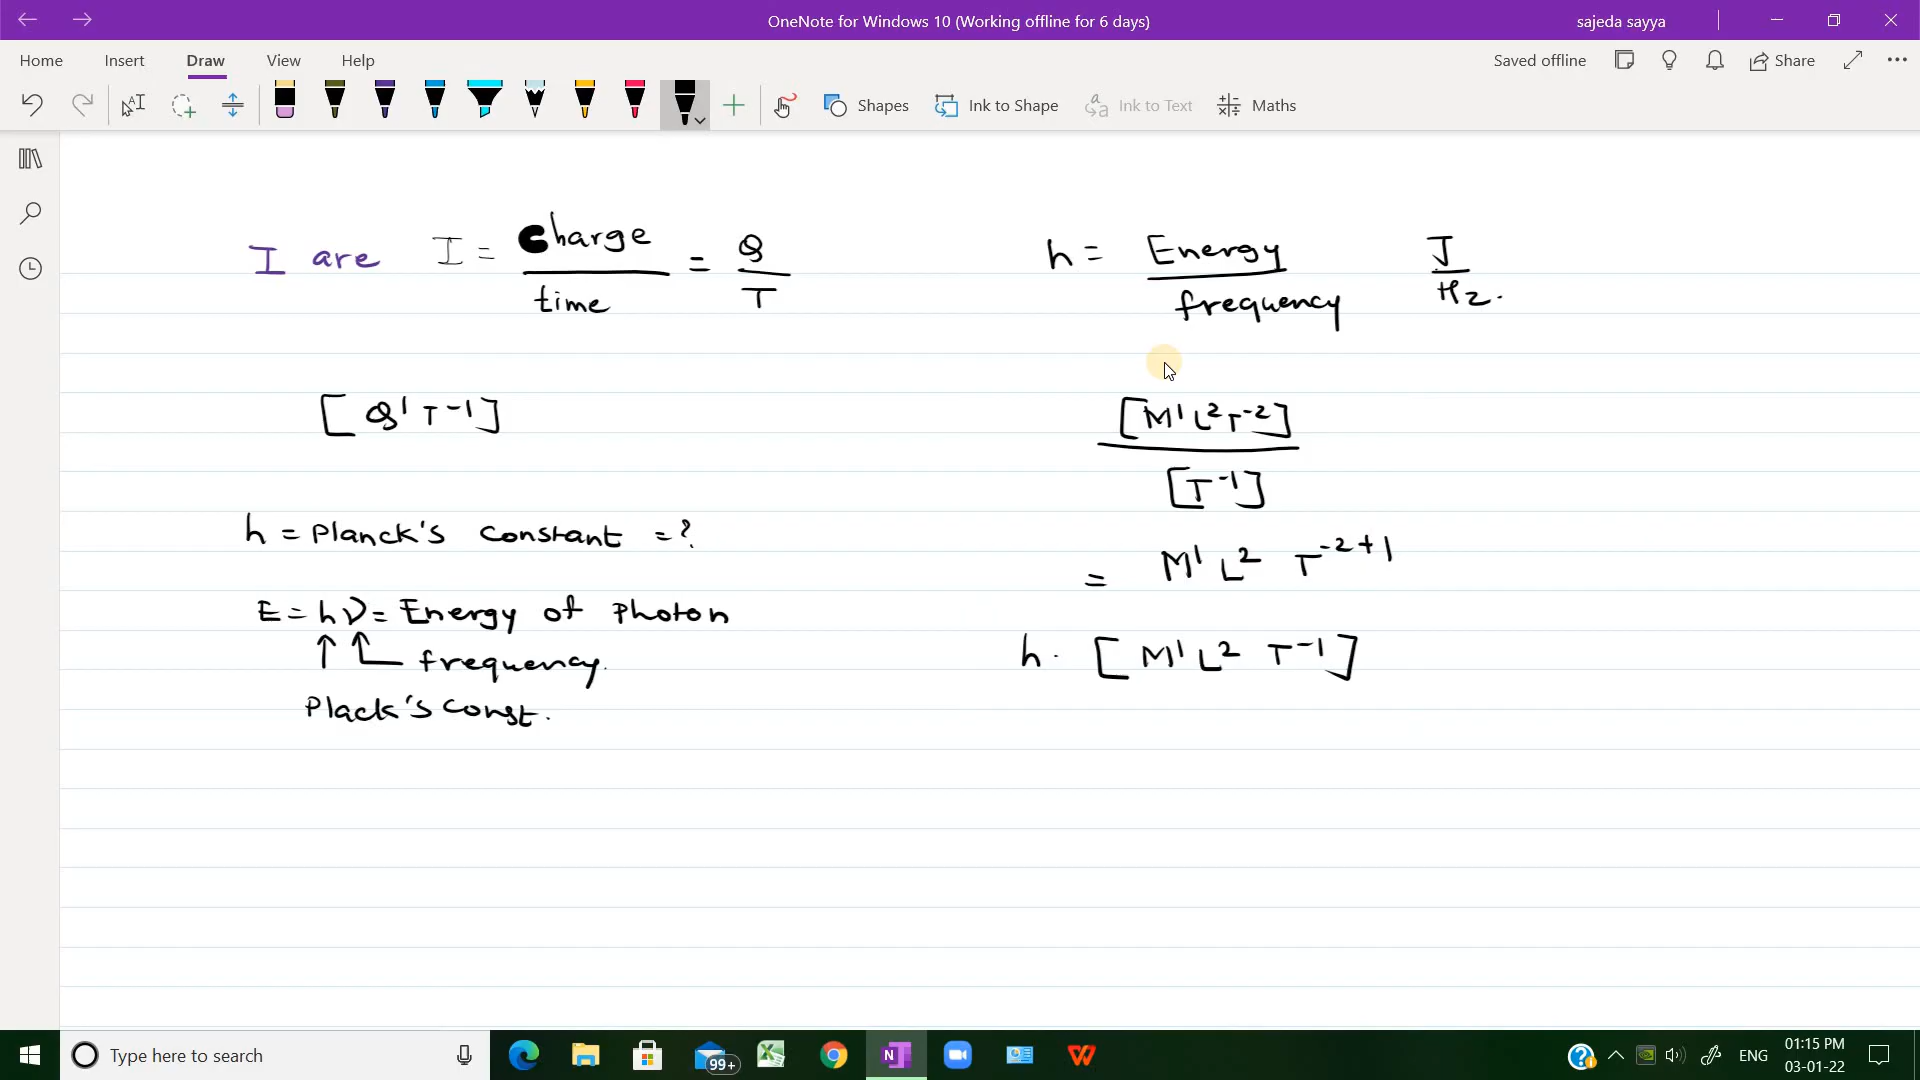 OneNote for Windows 10 (Working offline for 6 days)
sajeda sayya
Home Insert Draw View Help
Saved offline Share
Shapes Ink to Shape Ink to Text Maths
I are I = Charge / time = Q / T
[Q¹ T⁻¹]
h = Planck's constant = ?
E = hν = Energy of Photon
↑ ↑ frequency.
Plack's const.
h = Energy / frequency J / Hz.
[M¹ L² T⁻²] / [T⁻¹]
= M¹ L² T⁻²⁺¹
h. [M¹ L² T⁻¹]
Type here to search
99+
ENG
01:15 PM
03-01-22